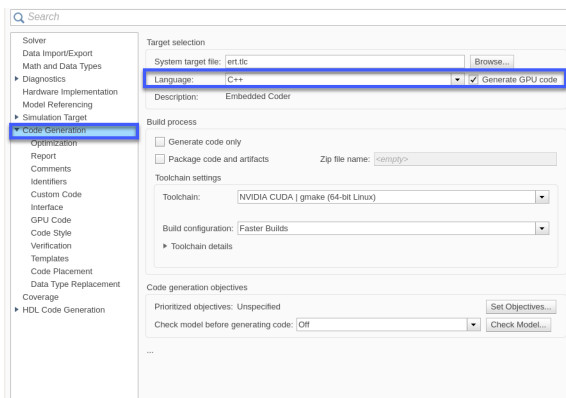 Search
Solver
Data Import/Export
Math and Data Types
Diagnostics
Hardware Implementation
Model Referencing
Simulation Target
Code Generation
Optimization
Report
Comments
Identifiers
Custom Code
Interface
GPU Code
Code Style
Verification
Templates
Code Placement
Data Type Replacement
Coverage
HDL Code Generation
Target selection
System target file: ert.tlc Browse...
Language: C++ Generate GPU code
Description: Embedded Coder
Build process
Generate code only
Package code and artifacts Zip file name: <empty>
Toolchain settings
Toolchain: NVIDIA CUDA | gmake (64-bit Linux)
Build configuration: Faster Builds
Toolchain details
Code generation objectives
Prioritized objectives: Unspecified Set Objectives...
Check model before generating code: Off Check Model...
...